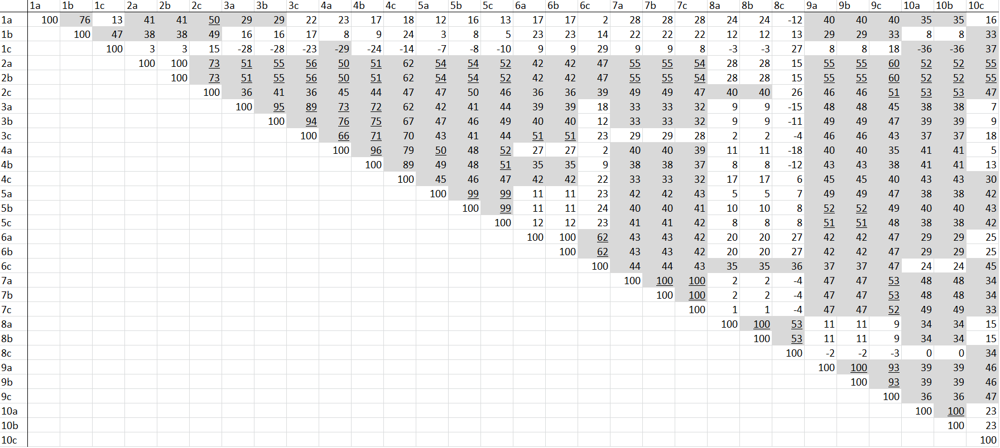 1a 1b 1c 2a 2b 2c 3a 3b 3c 4a 4b 4c 5a 5b 5c 6a 6b 6c 7a 7b 7c 8a 8b 8c 9a 9b 9c 10a 10b 10c
1a 100 76 13 41 41 50 29 29 22 23 17 18 12 16 13 17 17 2 28 28 28 24 24 -12 40 40 40 35 35 16
1b 100 47 38 38 49 16 16 17 8 9 24 3 8 5 23 23 14 22 22 22 12 12 13 29 29 33 8 8 33
1c 100 3 3 15 -28 -28 -23 -29 -24 -14 -7 -8 -10 9 9 29 9 9 8 -3 -3 27 8 8 18 -36 -36 37
2a 100 100 73 51 55 56 50 51 62 54 54 52 42 42 47 55 55 54 28 28 15 55 55 60 52 52 55
2b 100 73 51 55 56 50 51 62 54 54 52 42 42 47 55 55 54 28 28 15 55 55 60 52 52 55
2c 100 36 41 36 45 44 47 47 50 46 36 36 39 49 49 47 40 40 26 46 46 51 53 53 47
3a 100 95 89 73 72 62 42 41 44 39 39 18 33 33 32 9 9 -15 48 48 45 38 38 7
3b 100 94 76 75 67 47 46 49 40 40 12 33 33 32 9 9 -11 49 49 47 39 39 9
3c 100 66 71 70 43 41 44 51 51 23 29 29 28 2 2 -4 46 46 43 37 37 18
4a 100 96 79 50 48 52 27 27 2 40 40 39 11 11 -18 40 40 35 41 41 5
4b 100 89 49 48 51 35 35 9 38 38 37 8 8 -12 43 43 38 41 41 13
4c 100 45 46 47 42 42 22 33 33 32 17 17 6 45 45 40 43 43 30
5a 100 99 99 11 11 23 42 42 43 5 5 7 49 49 47 38 38 42
5b 100 99 11 11 24 40 40 41 10 10 8 52 52 49 40 40 43
5c 100 12 12 23 41 41 42 8 8 8 51 51 48 38 38 42
6a 100 100 62 43 43 42 20 20 27 42 42 47 29 29 25
6b 100 62 43 43 42 20 20 27 42 42 47 29 29 25
6c 100 44 44 43 35 35 36 37 37 47 24 24 45
7a 100 100 100 2 2 -4 47 47 53 48 48 34
7b 100 100 2 2 -4 47 47 53 48 48 34
7c 100 1 1 -4 47 47 52 49 49 33
8a 100 100 53 11 11 9 34 34 15
8b 100 53 11 11 9 34 34 15
8c 100 -2 -2 -3 0 0 34
9a 100 100 93 39 39 46
9b 100 93 39 39 46
9c 100 36 36 47
10a 100 100 23
10b 100 23
10c 100